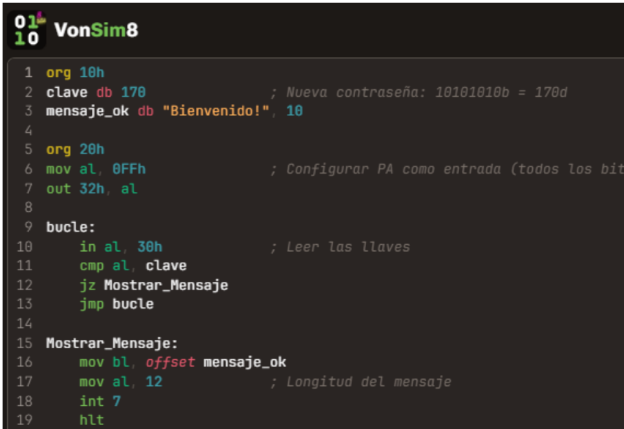 01
10
VonSim8
1 org 10h
2 clave db 170 ; Nueva contraseña: 10101010b = 170d
3 mensaje_ok db "Bienvenido!", 10
4
5 org 20h
6 mov al, 0FFh ; Configurar PA como entrada (todos los bit
7 out 32h, al
8
9 bucle:
10 in al, 30h ; Leer las llaves
11 cmp al, clave
12 jz Mostrar_Mensaje
13 jmp bucle
14
15 Mostrar_Mensaje:
16 mov bl, offset mensaje_ok
17 mov al, 12 ; Longitud del mensaje
18 int 7
19 hlt